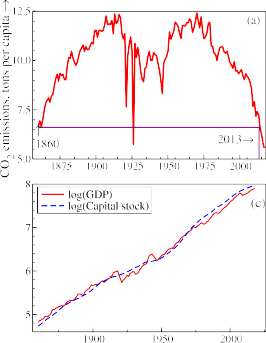 CO2 emissions, tons per capita →
(a)
12.5
10.0
7.5
5.0
1860
2013→
1875 1900 1925 1950 1975 2000
8
7
6
5
log(GDP)
log(Capital stock)
(c)
1900 1950 2000